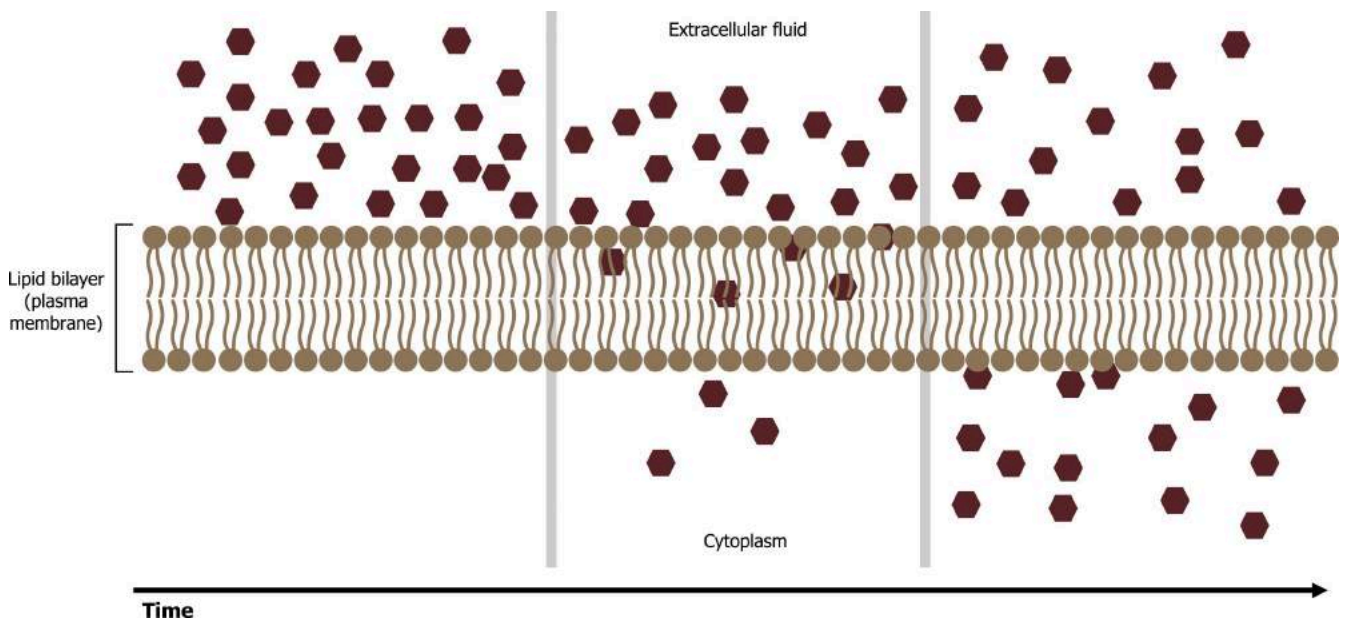 Extracellular fluid
Lipid bilayer
(plasma
membrane)
Cytoplasm
Time